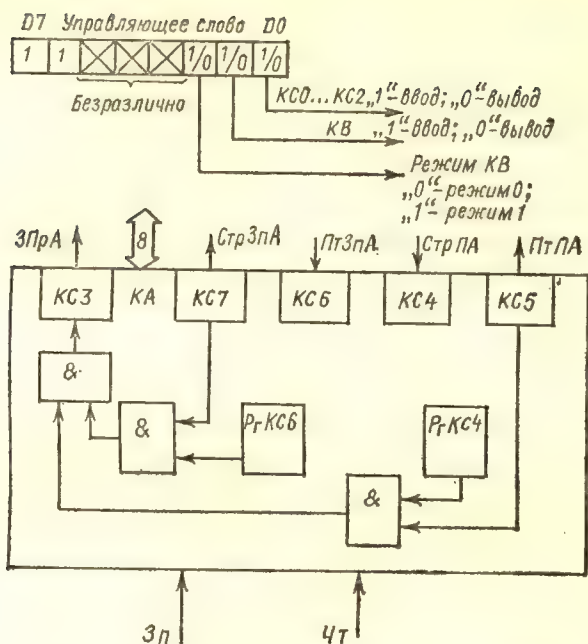 D7 Управляющее слово D0
1 1 1/0 1/0 1/0
Безразлично
КС0...КС2 „1“-ввод; „0“-вывод
КВ „1“-ввод; „0“-вывод
Режим КВ
„0“-режим 0;
„1“-режим 1
ЗПрА 8 СтрЗпА ПтЗпА СтрПА ПтПА
КС3 КА КС7 КС6 КС4 КС5
&
& РгКС6 РгКС4
&
Зп Чт